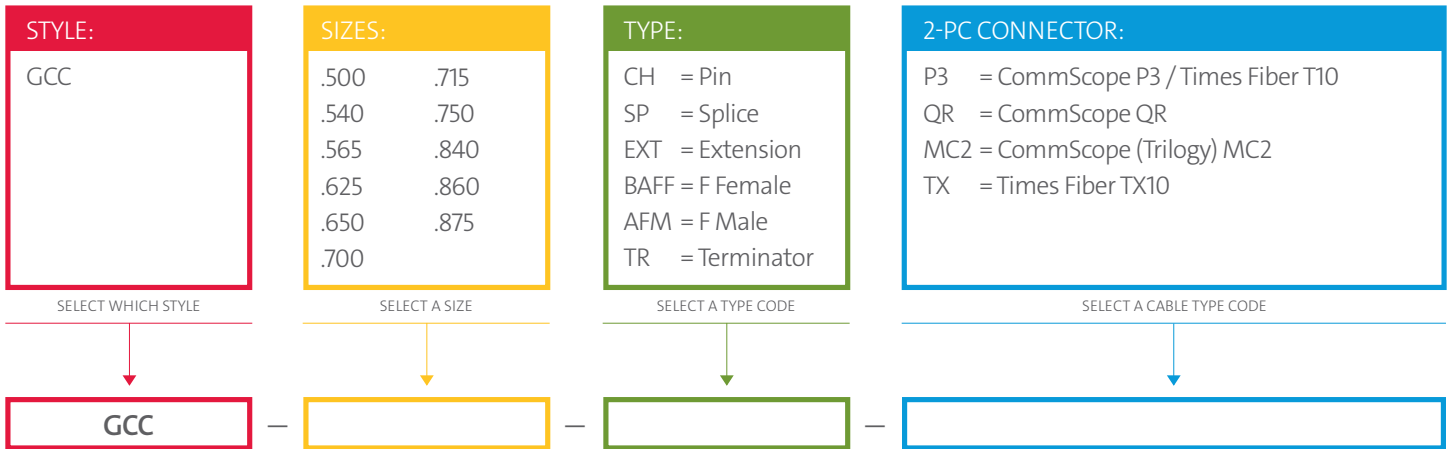 STYLE:
GCC
SELECT WHICH STYLE
SIZES:
.500 .715
.540 .750
.565 .840
.625 .860
.650 .875
.700
SELECT A SIZE
TYPE:
CH = Pin
SP = Splice
EXT = Extension
BAFF = F Female
AFM = F Male
TR = Terminator
SELECT A TYPE CODE
2-PC CONNECTOR:
P3 = CommScope P3 / Times Fiber T10
QR = CommScope QR
MC2 = CommScope (Trilogy) MC2
TX = Times Fiber TX10
SELECT A CABLE TYPE CODE
GCC – – –